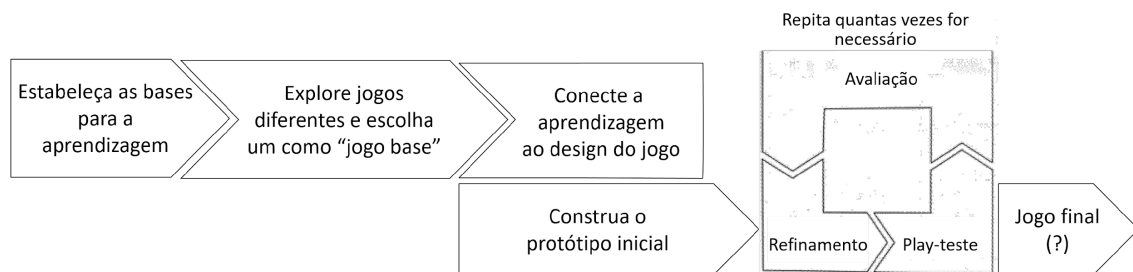 Estabeleça as bases
para a
aprendizagem
Explore jogos
diferentes e escolha
um como “jogo base”
Conecte a
aprendizagem
ao design do jogo
Construa o
protótipo inicial
Repita quantas vezes for
necessário
Avaliação
Refinamento
Play-teste
Jogo final
(?)